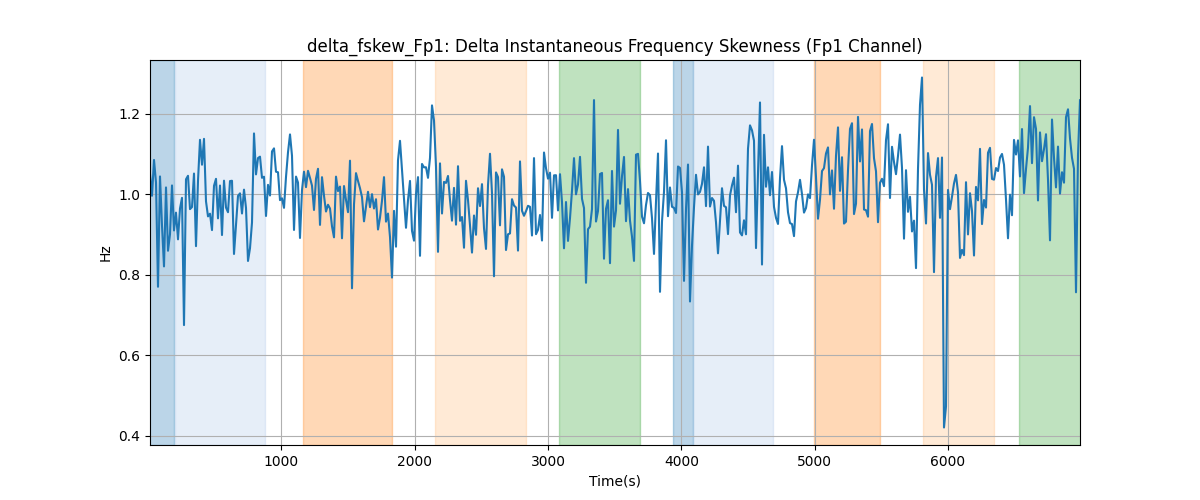 delta_fskew_Fp1: Delta Instantaneous Frequency Skewness (Fp1 Channel)
Hz
1.2
1.0
0.8
0.6
0.4
1000 2000 3000 4000 5000 6000
Time(s)